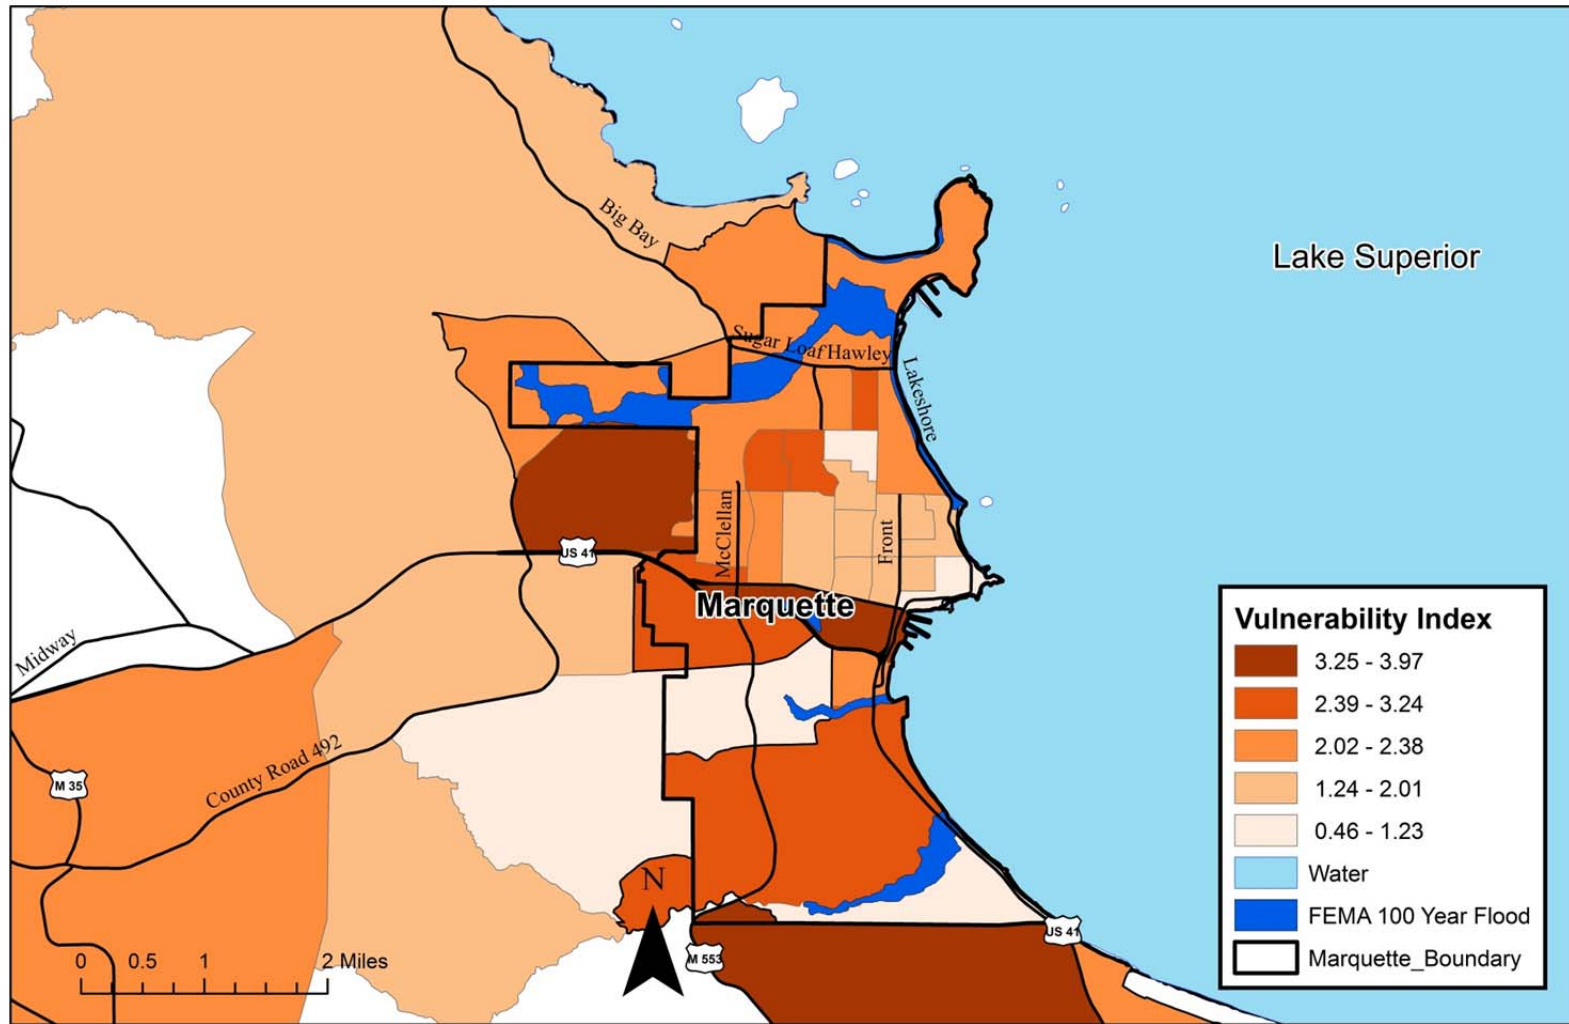 Big Bay
Lake Superior
Sugar Loaf
Hawley
Lakeshore
McClellan
Front
US 41
Marquette
Midway
County Road 492
M 35
N
US 41
M 553
0 0.5 1 2 Miles
Vulnerability Index
3.25 - 3.97
2.39 - 3.24
2.02 - 2.38
1.24 - 2.01
0.46 - 1.23
Water
FEMA 100 Year Flood
Marquette_Boundary